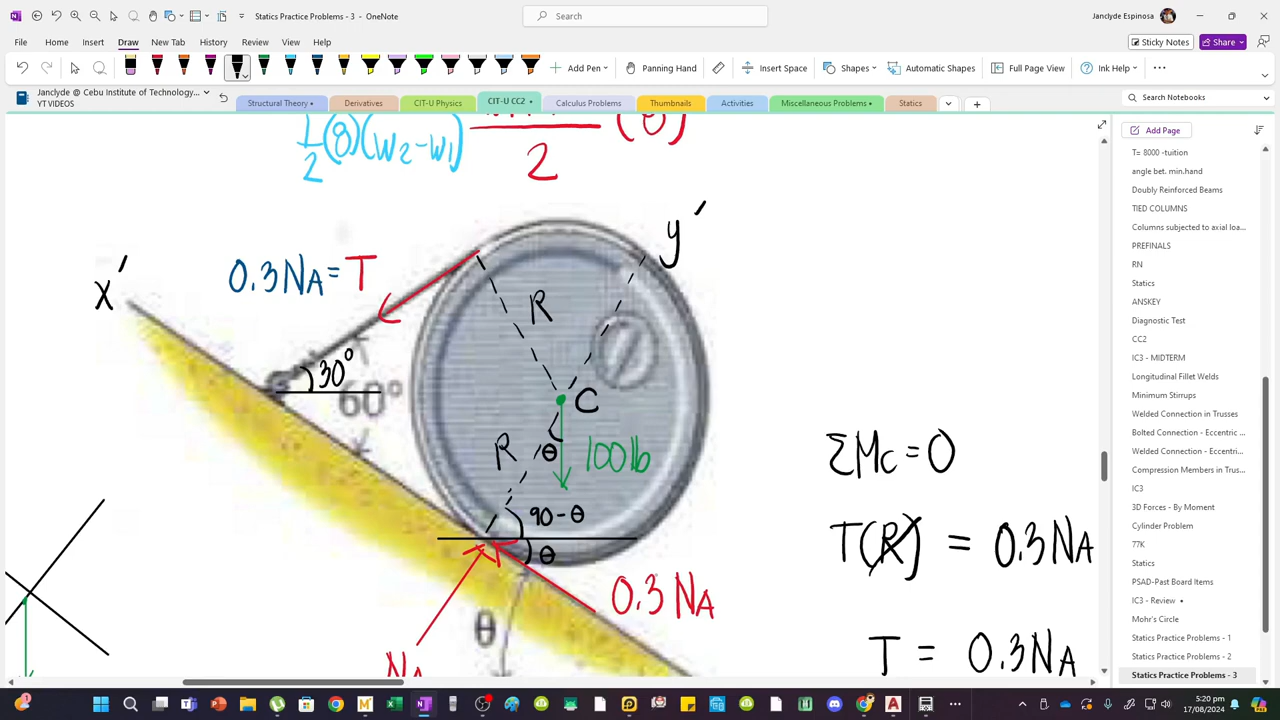 Statics Practice Problems - 3 - OneNote
Search
Janclyde Espinosa
File Home Insert Draw New Tab History Review View Help
Sticky Notes
Share
Add Pen
Panning Hand
Insert Space
Shapes
Automatic Shapes
Full Page View
Ink Help
Janclyde @ Cebu Institute of Technology...
YT VIDEOS
Structural Theory
Derivatives
CIT-U Physics
CIT-U CC2
Calculus Problems
Thumbnails
Activities
Miscellaneous Problems
Statics
Search Notebooks
Add Page
T= 8000 -tuition
angle bet. min.hand
Doubly Reinforced Beams
TIED COLUMNS
Columns subjected to axial loa...
PREFINALS
RN
Statics
ANSKEY
Diagnostic Test
CC2
IC3 - MIDTERM
Longitudinal Fillet Welds
Minimum Stirrups
Welded Connection in Trusses
Bolted Connection - Eccentric ...
Welded Connection - Eccentri...
Compression Members in Trus...
IC3
3D Forces - By Moment
Cylinder Problem
77K
Statics
PSAD-Past Board Items
IC3 - Review
Mohr's Circle
Statics Practice Problems - 1
Statics Practice Problems - 2
Statics Practice Problems - 3
1/2 (8)(W2-W1)
2
(8)
y'
x'
0.3NA = T
30°
60°
R
C
R
θ
100lb
90-θ
θ
0.3 NA
θ
NA
ΣMc = 0
T(R) = 0.3NA
T = 0.3NA
5:20 pm
17/08/2024